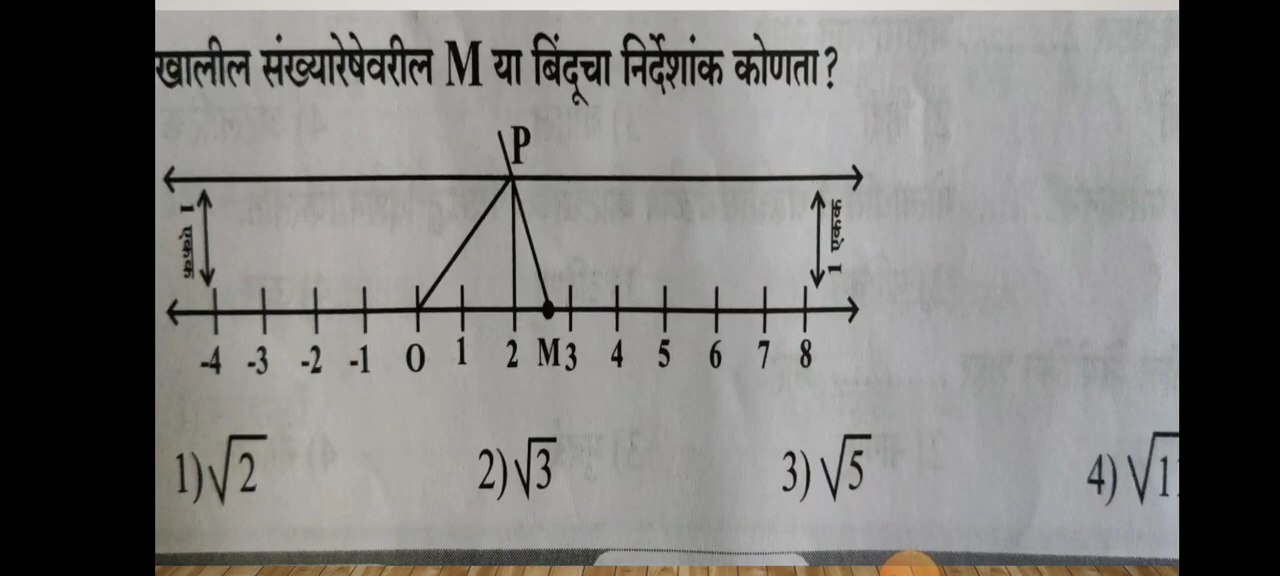 खालील संख्यारेषेवरील M या बिंदूचा निर्देशांक कोणता?
P
1 एकक
1 एकक
-4 -3 -2 -1 0 1 2 M 3 4 5 6 7 8
1) √2 2) √3 3) √5 4)